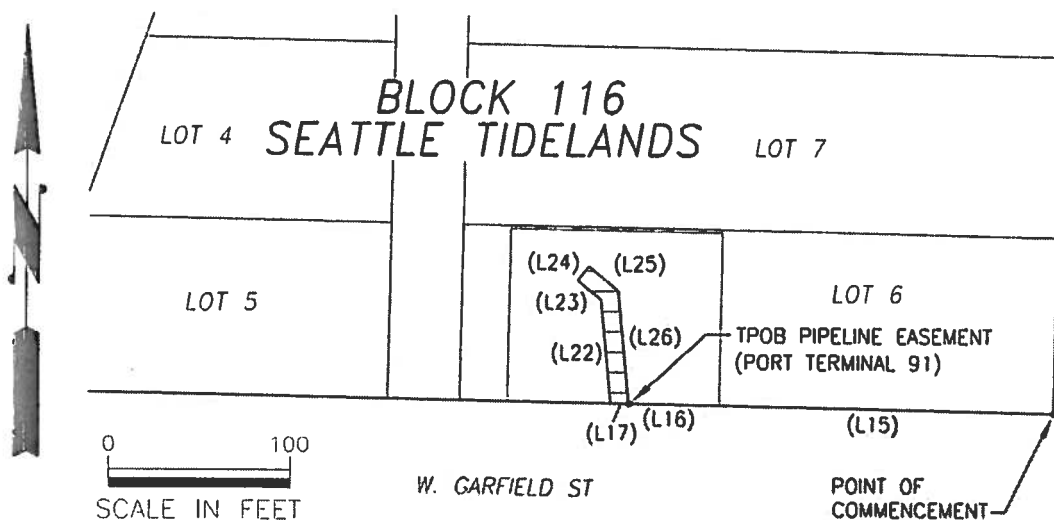 BLOCK 116
LOT 4 SEATTLE TIDELANDS LOT 7
LOT 5
(L24) (L25)
LOT 6
(L23)
(L22) (L26)
TPOB PIPELINE EASEMENT
(PORT TERMINAL 91)
(L17) (L16) (L15)
0 100
SCALE IN FEET
W. GARFIELD ST
POINT OF
COMMENCEMENT